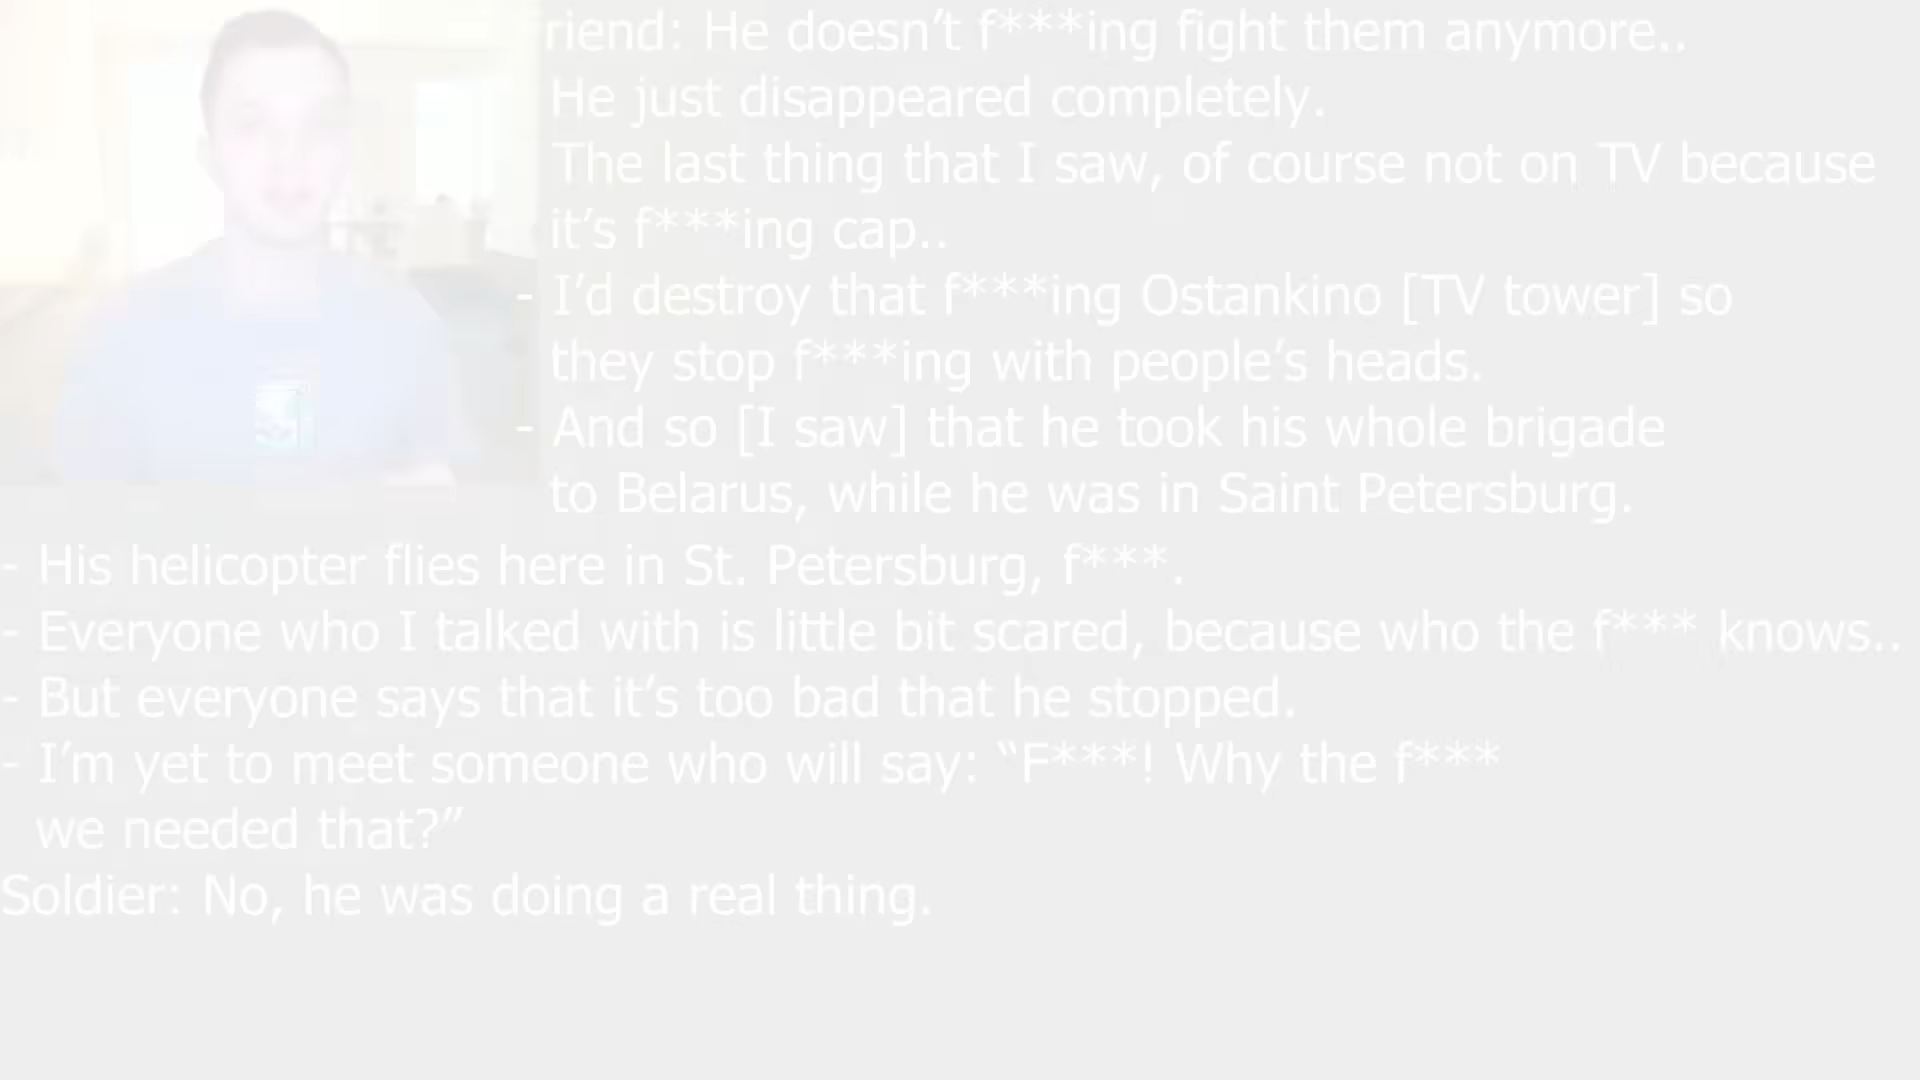 riend: He doesn’t f***ing fight them anymore..
He just disappeared completely.
The last thing that I saw, of course not on TV because
it’s f***ing cap..
- I’d destroy that f***ing Ostankino [TV tower] so
they stop f***ing with people’s heads.
- And so [I saw] that he took his whole brigade
to Belarus, while he was in Saint Petersburg.
- His helicopter flies here in St. Petersburg, f***.
- Everyone who I talked with is little bit scared, because who the f*** knows..
- But everyone says that it’s too bad that he stopped.
- I’m yet to meet someone who will say: “F***! Why the f***
we needed that?”
Soldier: No, he was doing a real thing.